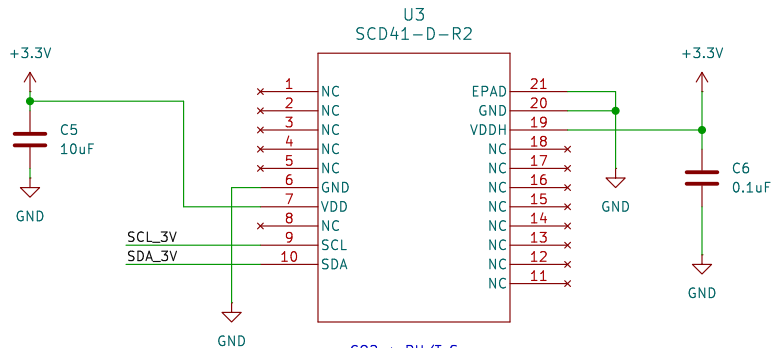 U3
SCD41-D-R2
+3.3V
+3.3V
1 NC
2 NC
3 NC
4 NC
5 NC
6 GND
7 VDD
8 NC
9 SCL
10 SDA
EPAD 21
GND 20
VDDH 19
NC 18
NC 17
NC 16
NC 15
NC 14
NC 13
NC 12
NC 11
C5
10uF
GND
SCL_3V
SDA_3V
GND
GND
C6
0.1uF
GND